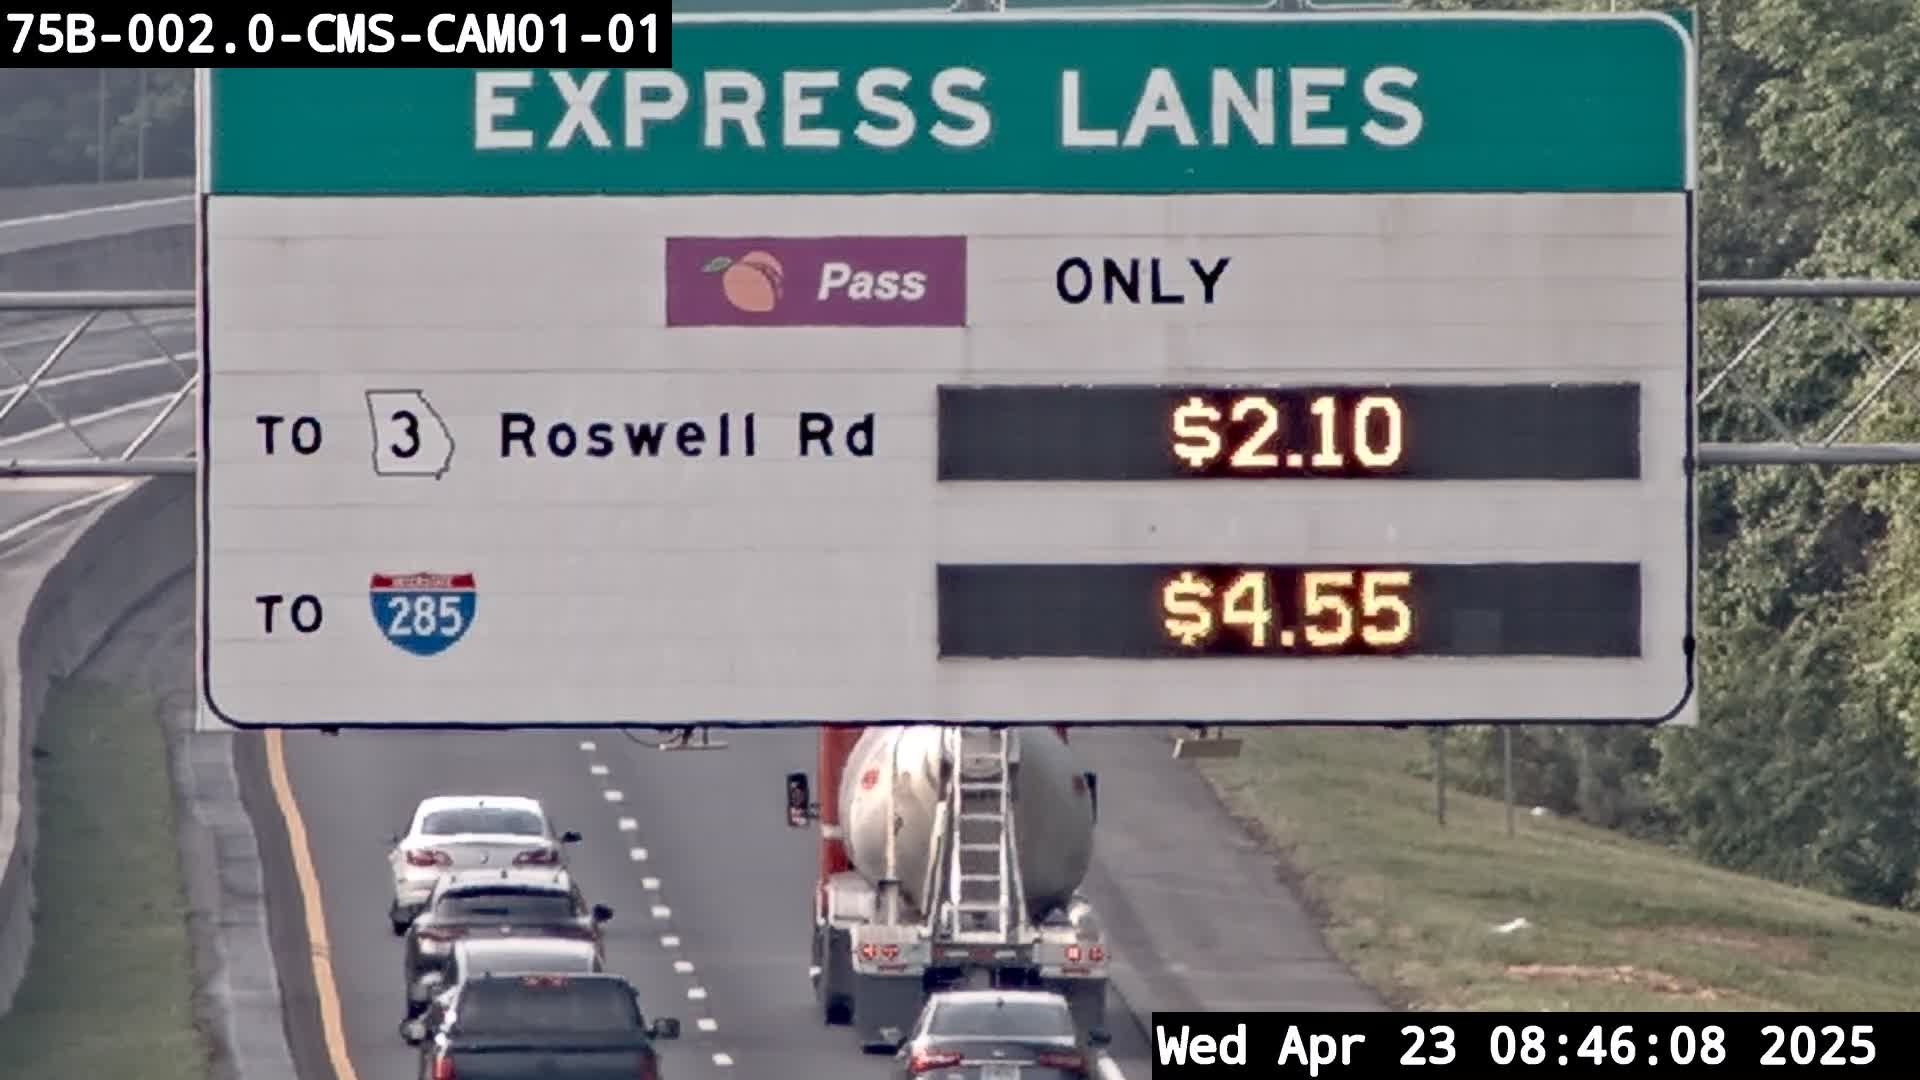 75B-002.0-CMS-CAM01-01
EXPRESS LANES
Pass ONLY
TO 3 Roswell Rd $2.10
TO INTERSTATE 285 $4.55
Wed Apr 23 08:46:08 2025